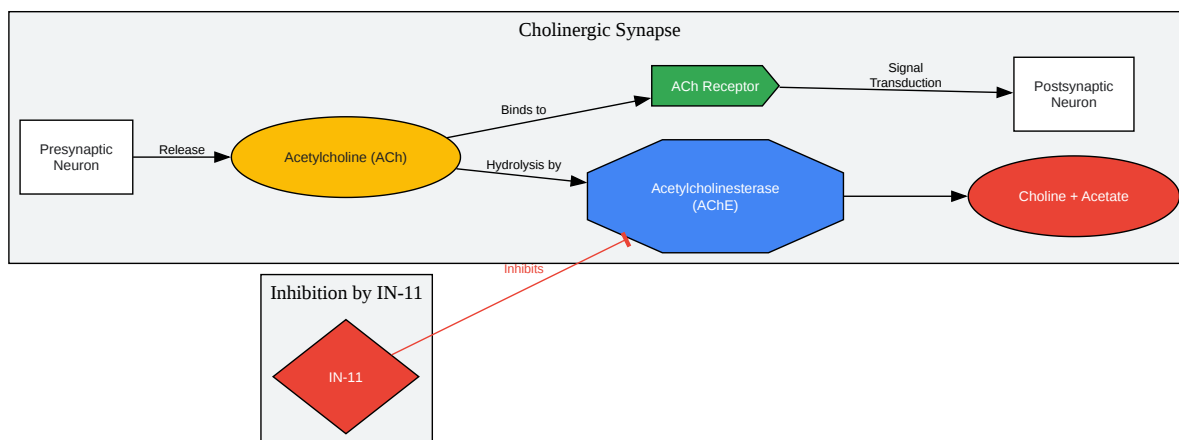 Cholinergic Synapse
Presynaptic
Neuron
Release
Acetylcholine (ACh)
Binds to
ACh Receptor
Signal
Transduction
Postsynaptic
Neuron
Hydrolysis by
Acetylcholinesterase
(AChE)
Choline + Acetate
Inhibits
Inhibition by IN-11
IN-11